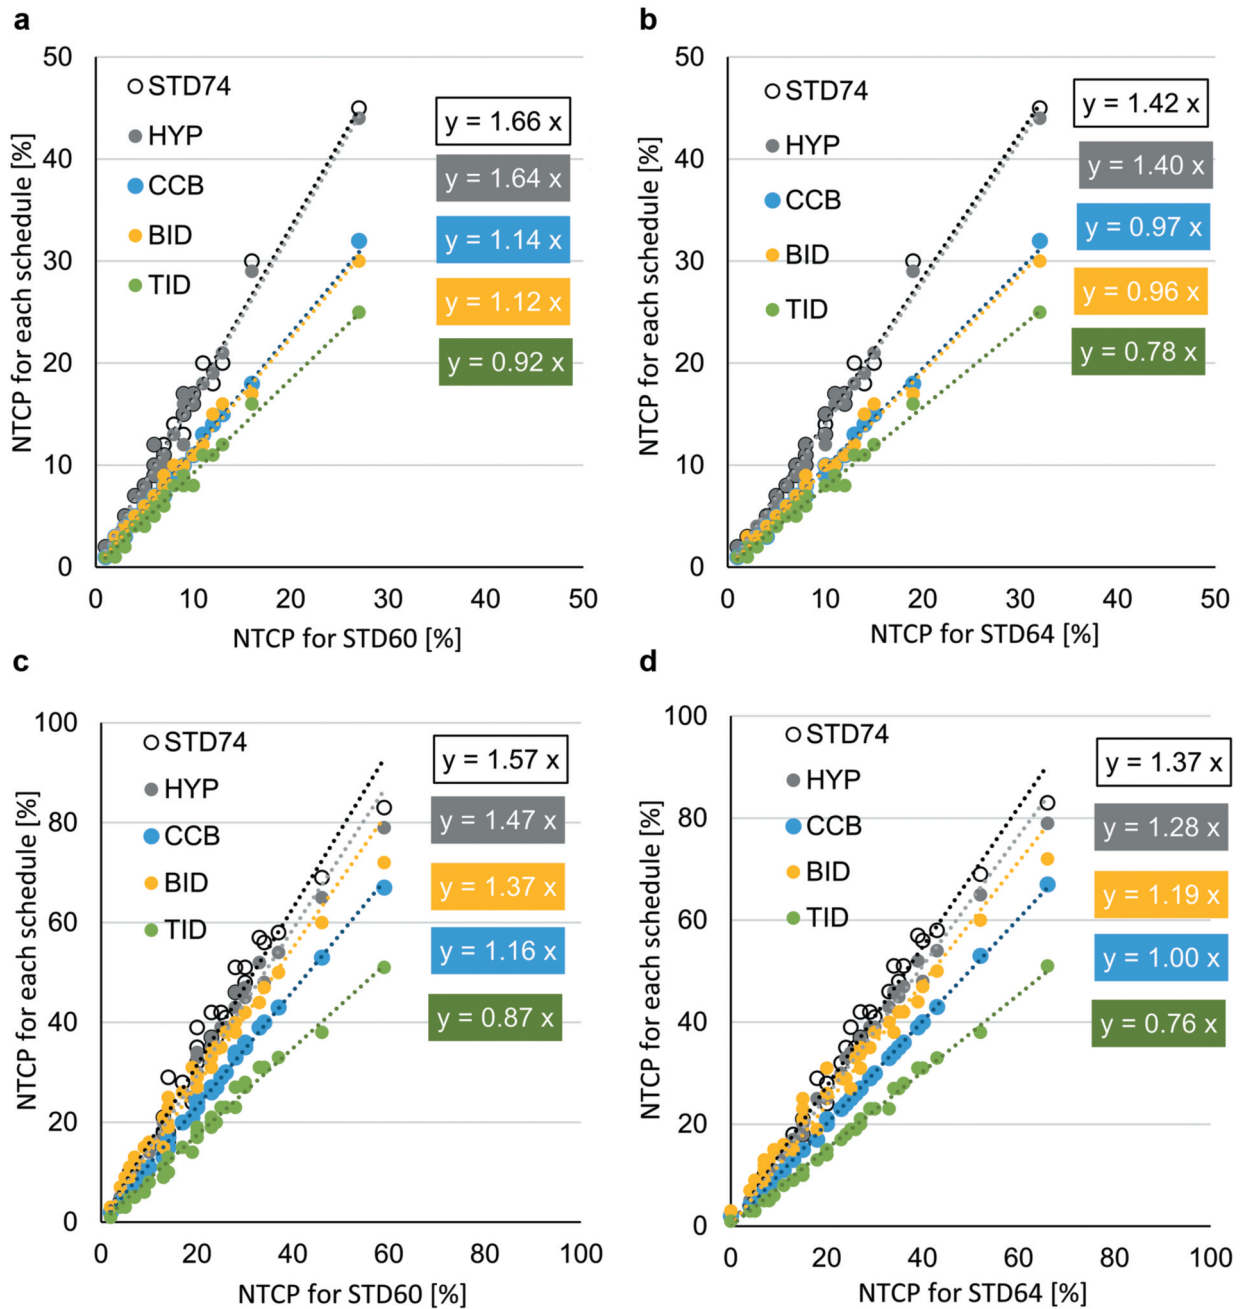 a
50
40
30
20
10
0
NTCP for each schedule [%]
STD74
HYP
CCB
BID
TID
y = 1.66 x
y = 1.64 x
y = 1.14 x
y = 1.12 x
y = 0.92 x
0 10 20 30 40 50
NTCP for STD60 [%]
b
50
40
30
20
10
0
NTCP for each schedule [%]
STD74
HYP
CCB
BID
TID
y = 1.42 x
y = 1.40 x
y = 0.97 x
y = 0.96 x
y = 0.78 x
0 10 20 30 40 50
NTCP for STD64 [%]
c
100
80
60
40
20
0
NTCP for each schedule [%]
STD74
HYP
CCB
BID
TID
y = 1.57 x
y = 1.47 x
y = 1.37 x
y = 1.16 x
y = 0.87 x
0 20 40 60 80 100
NTCP for STD60 [%]
d
100
80
60
40
20
0
NTCP for each schedule [%]
STD74
HYP
CCB
BID
TID
y = 1.37 x
y = 1.28 x
y = 1.19 x
y = 1.00 x
y = 0.76 x
0 20 40 60 80 100
NTCP for STD64 [%]